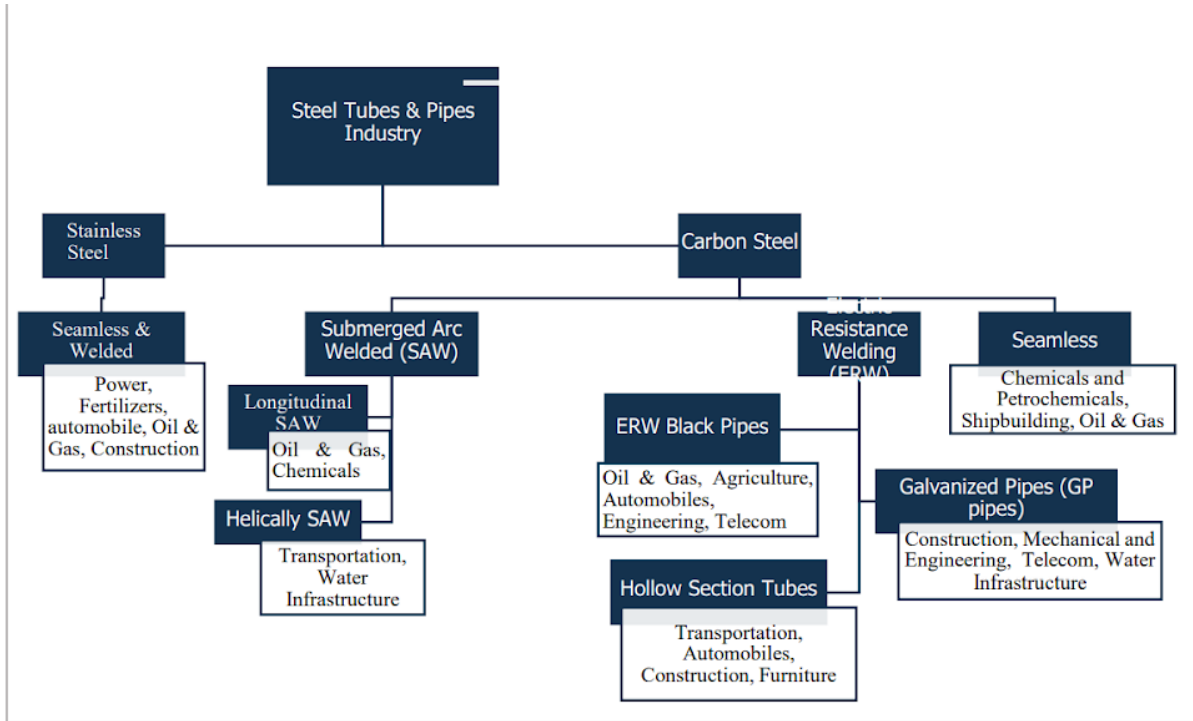 Steel Tubes & Pipes
Industry
Stainless
Steel
Carbon Steel
Seamless &
Welded
Power,
Fertilizers,
automobile, Oil &
Gas, Construction
Submerged Arc
Welded (SAW)
Longitudinal
SAW
Oil & Gas,
Chemicals
Helically SAW
Transportation,
Water
Infrastructure
Electric
Resistance
Welding
(ERW)
ERW Black Pipes
Oil & Gas, Agriculture,
Automobiles,
Engineering, Telecom
Hollow Section Tubes
Transportation,
Automobiles,
Construction, Furniture
Galvanized Pipes (GP
pipes)
Construction, Mechanical and
Engineering, Telecom, Water
Infrastructure
Seamless
Chemicals and
Petrochemicals,
Shipbuilding, Oil & Gas